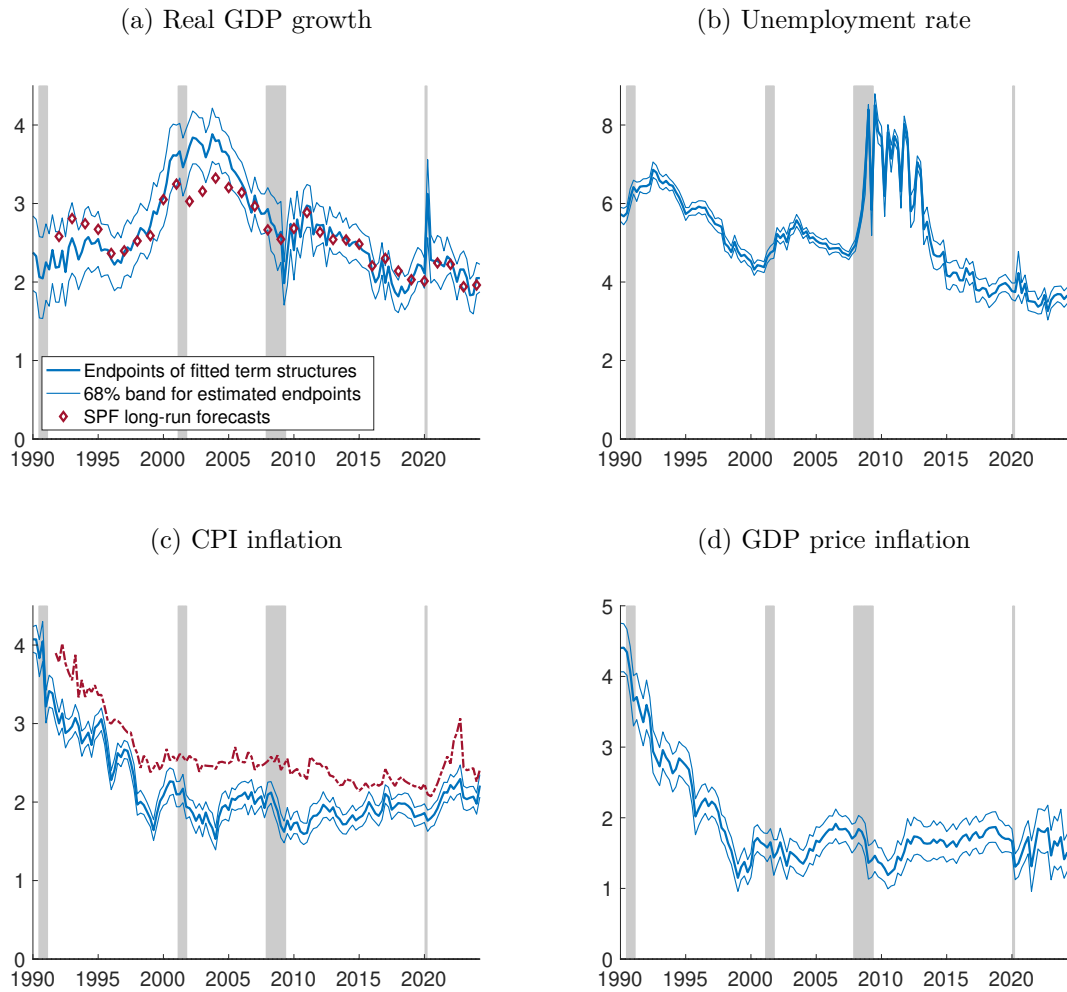 (a) Real GDP growth
4
3
2
1
0
1990 1995 2000 2005 2010 2015 2020
Endpoints of fitted term structures
68% band for estimated endpoints
SPF long-run forecasts
(b) Unemployment rate
8
6
4
2
0
1990 1995 2000 2005 2010 2015 2020
(c) CPI inflation
4
3
2
1
0
1990 1995 2000 2005 2010 2015 2020
(d) GDP price inflation
5
4
3
2
1
0
1990 1995 2000 2005 2010 2015 2020